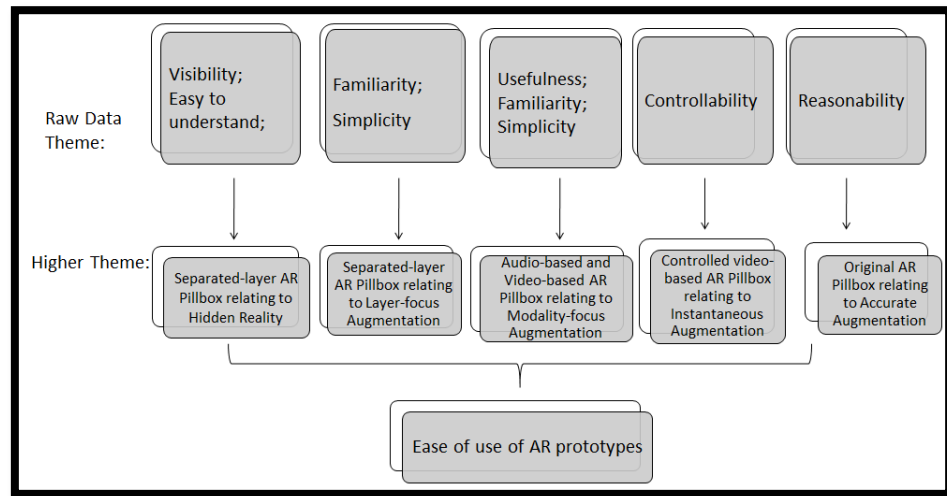 Raw Data
Theme:
Visibility;
Easy to
understand;
Familiarity;
Simplicity
Usefulness;
Familiarity;
Simplicity
Controllability
Reasonability
Higher Theme:
Separated-layer AR
Pillbox relating to
Hidden Reality
Separated-layer
AR Pillbox relating
to Layer-focus
Augmentation
Audio-based and
Video-based AR
Pillbox relating to
Modality-focus
Augmentation
Controlled video-
based AR Pillbox
relating to
Instantaneous
Augmentation
Original AR
Pillbox relating to
Accurate
Augmentation
Ease of use of AR prototypes